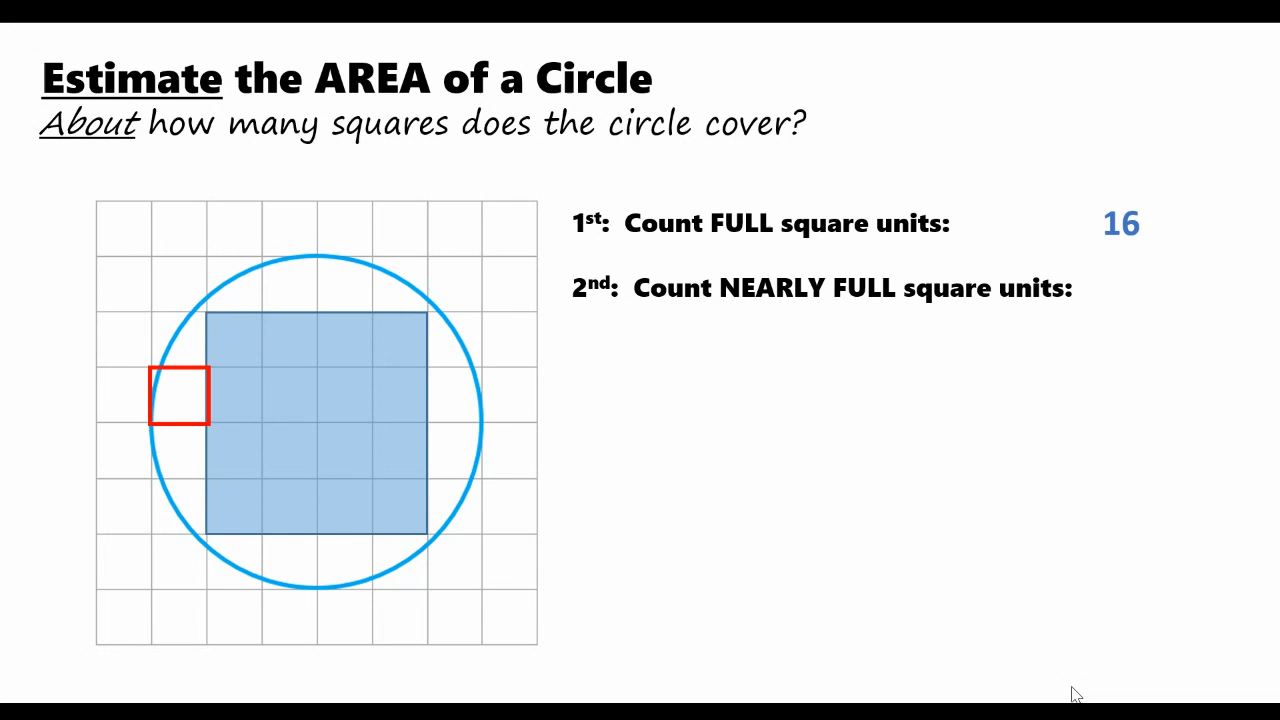 Estimate the AREA of a Circle
About how many squares does the circle cover?
1st: Count FULL square units: 16
2nd: Count NEARLY FULL square units: